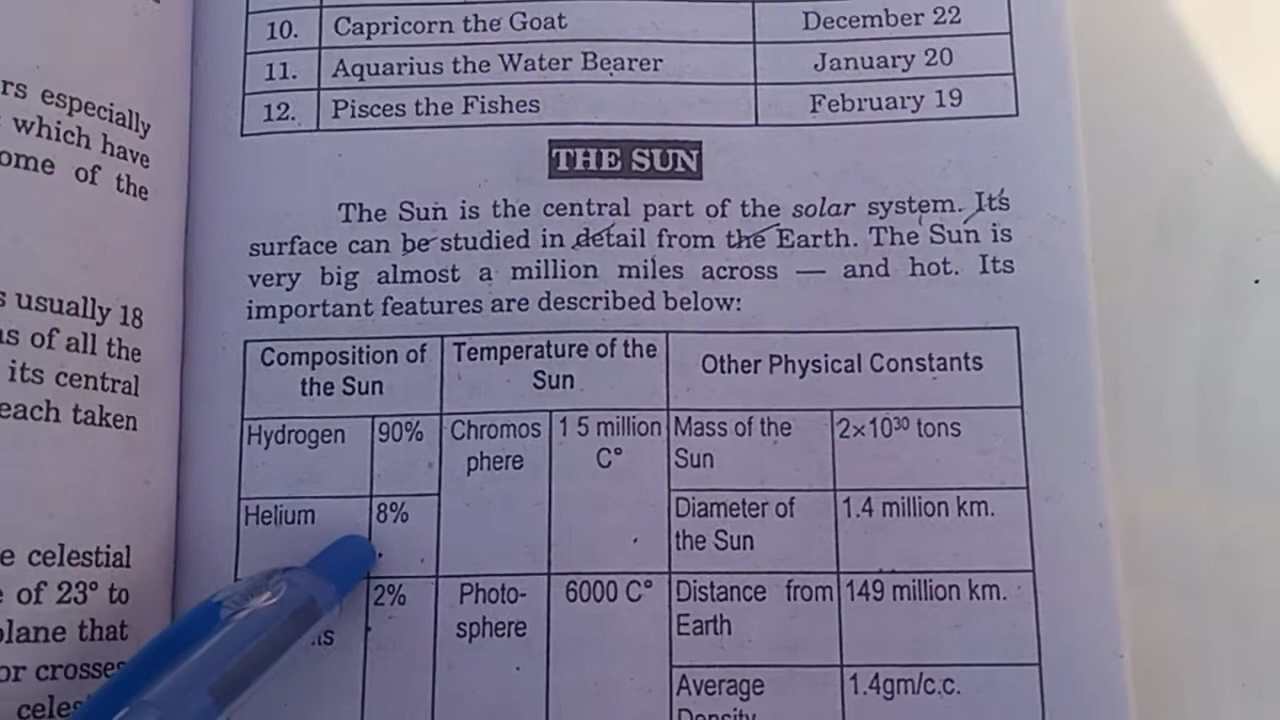 rs especially
which have
ome of the
usually 18
s of all the
its central
each taken
e celestial
of 23° to
plane that
or crosses
10. Capricorn the Goat December 22
11. Aquarius the Water Bearer January 20
12. Pisces the Fishes February 19
THE SUN
The Sun is the central part of the solar system. It's
surface can be studied in detail from the Earth. The Sun is
very big almost a million miles across — and hot. Its
important features are described below:
Composition of
the Sun
Temperature of the
Sun
Other Physical Constants
Hydrogen 90%
Chromos
phere
1 5 million
C°
Mass of the
Sun
2×10³⁰ tons
Helium 8%
Diameter of
the Sun
1.4 million km.
2%
Photo-
sphere
6000 C°
Distance from
Earth
149 million km.
Average
Density
1.4gm/c.c.